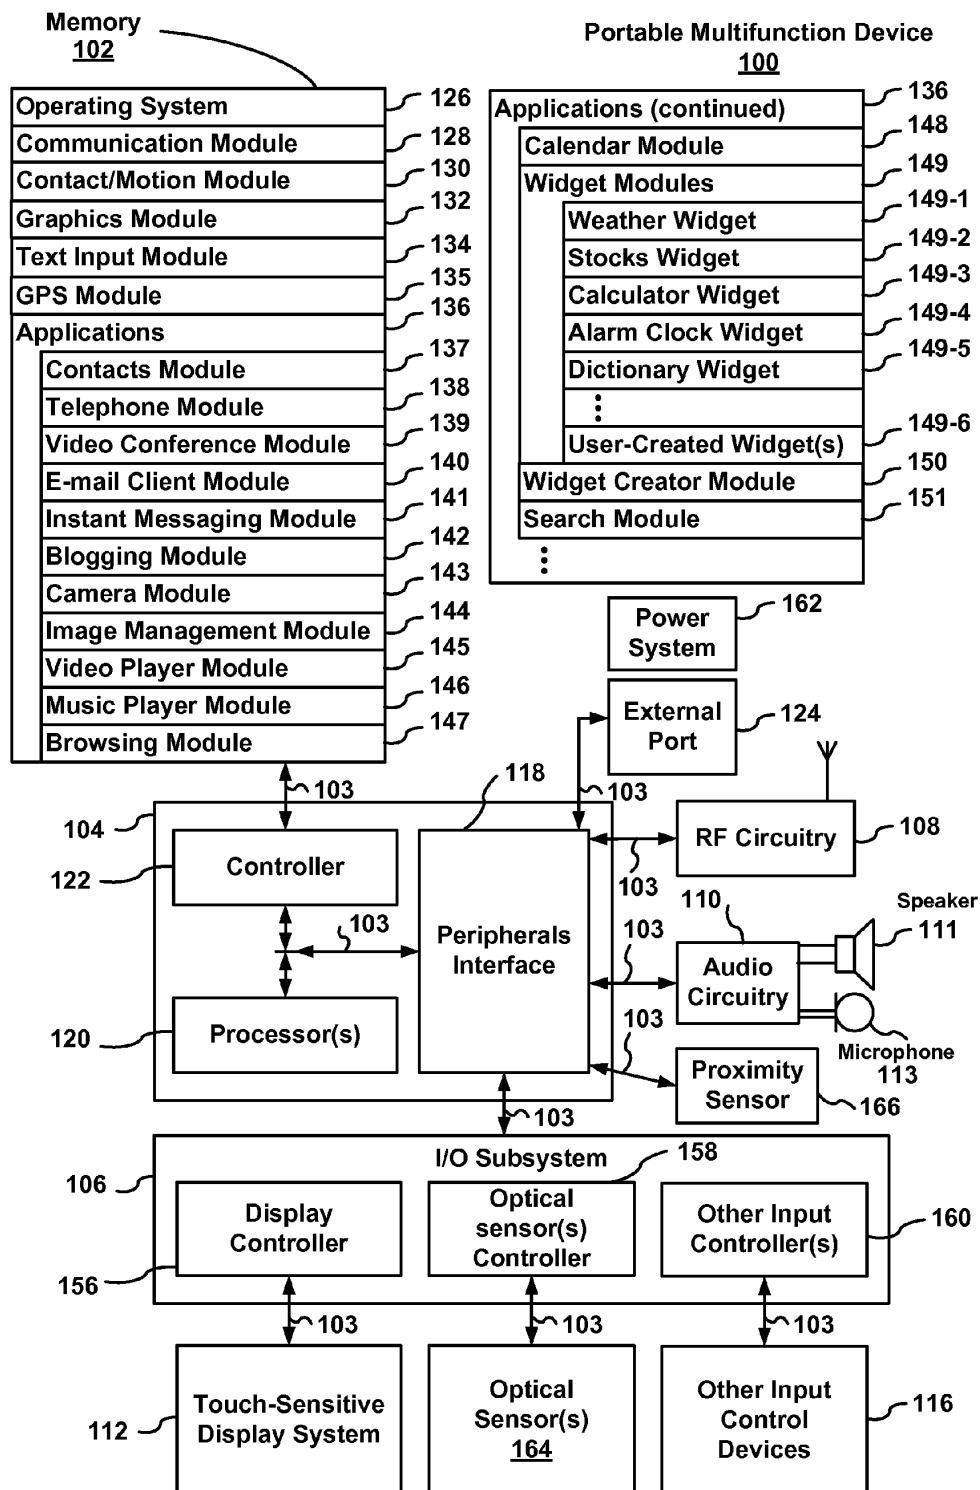 Memory
102
Portable Multifunction Device
100
Operating System 126
Communication Module 128
Contact/Motion Module 130
Graphics Module 132
Text Input Module 134
GPS Module 135
Applications 136
Contacts Module 137
Telephone Module 138
Video Conference Module 139
E-mail Client Module 140
Instant Messaging Module 141
Blogging Module 142
Camera Module 143
Image Management Module 144
Video Player Module 145
Music Player Module 146
Browsing Module 147
Applications (continued) 136
Calendar Module 148
Widget Modules 149
Weather Widget 149-1
Stocks Widget 149-2
Calculator Widget 149-3
Alarm Clock Widget 149-4
Dictionary Widget 149-5
User-Created Widget(s) 149-6
Widget Creator Module 150
Search Module 151
Power
System
162
External
Port
124
103
103
118
104
RF Circuitry
108
103
122
Controller
103
Peripherals
Interface
103
110
Audio
Circuitry
Speaker
111
Microphone
113
120
Processor(s)
103
Proximity
Sensor
166
103
I/O Subsystem
106
158
Display
Controller
156
Optical
sensor(s)
Controller
Other Input
Controller(s)
160
103
103
103
112
Touch-Sensitive
Display System
Optical
Sensor(s)
164
Other Input
Control
Devices
116